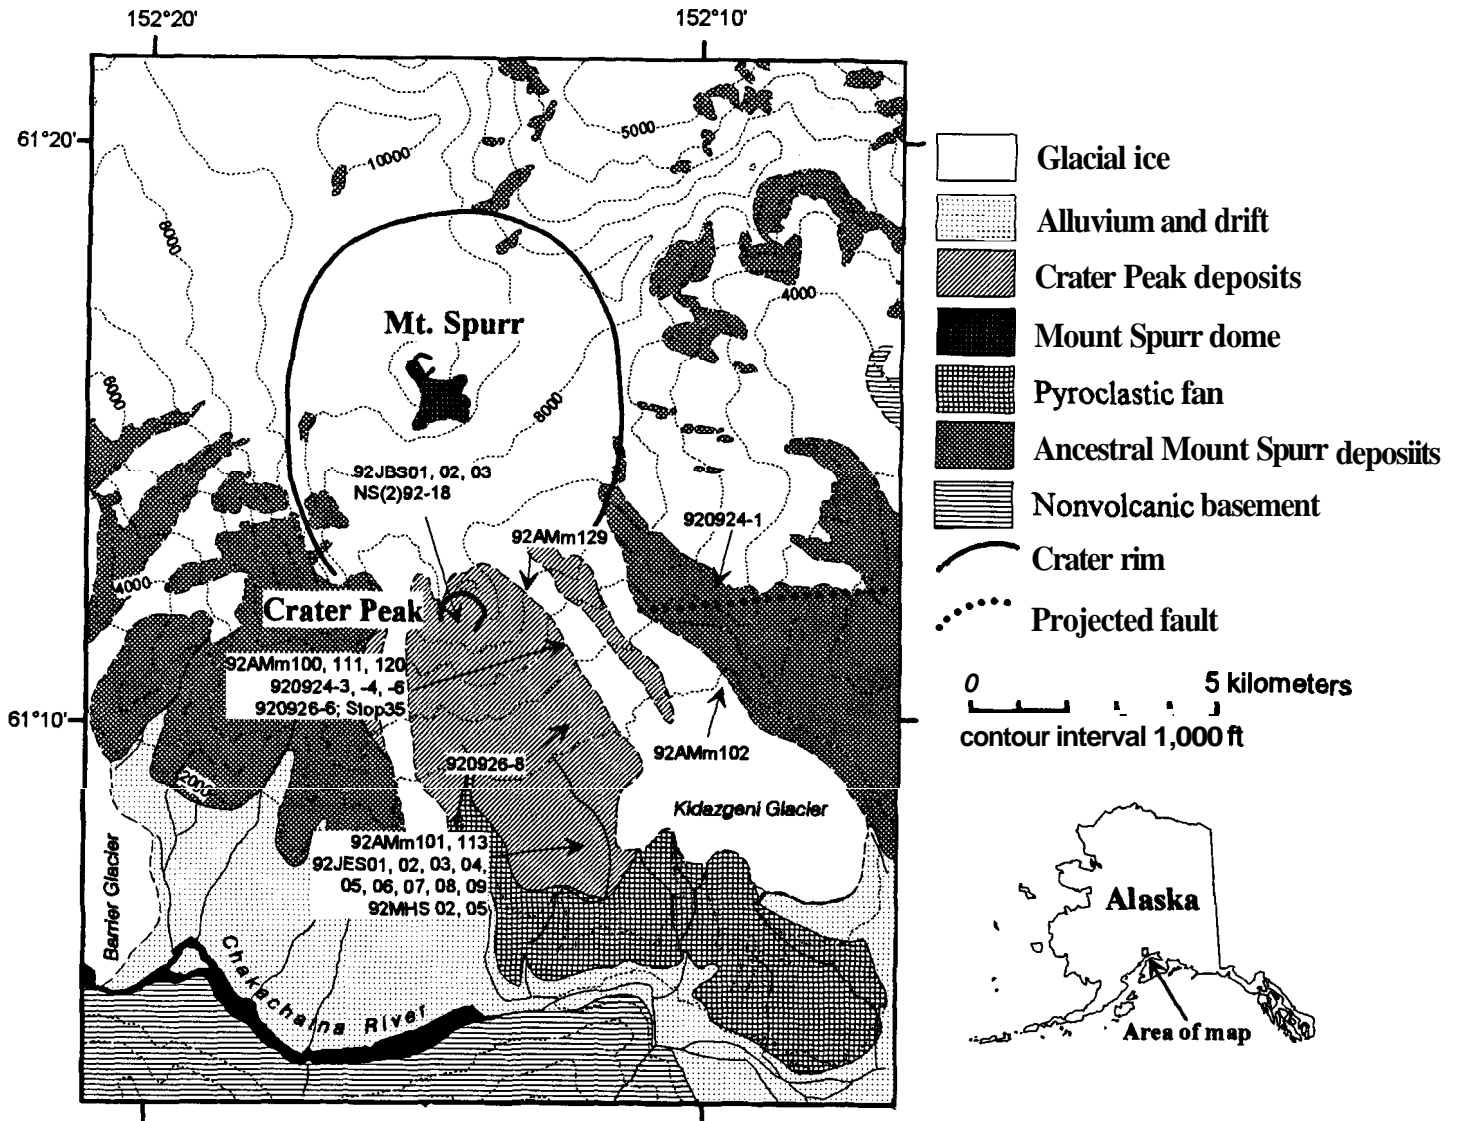 152°20'
152°10'
61°20'
5000
10000
8000
4000
Mt. Spurr
6000
8000
92JBS01, 02, 03
NS(2)92-18
920924-1
92AMm129
4000
Crater Peak
92AMm100, 111, 120
920924-3, -4, -6
920926-6; Stop35
61°10'
92AMm102
920926-8
2000
Kidazgeni Glacier
92AMm101, 113
92JES01, 02, 03, 04,
05, 06, 07, 08, 09
92MHS 02, 05
Barrier Glacier
Chakachatna River
Glacial ice
Alluvium and drift
Crater Peak deposits
Mount Spurr dome
Pyroclastic fan
Ancestral Mount Spurr deposiits
Nonvolcanic basement
Crater rim
Projected fault
0 5 kilometers
contour interval 1,000 ft
Alaska
Area of map